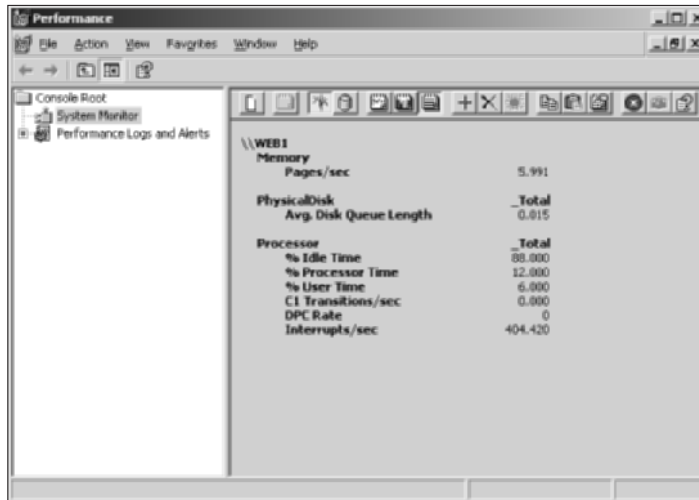 Performance
File Action View Favorites Window Help
Console Root
System Monitor
Performance Logs and Alerts
\\WEB1
Memory
Pages/sec 5.991
PhysicalDisk _Total
Avg. Disk Queue Length 0.015
Processor _Total
% Idle Time 88.000
% Processor Time 12.000
% User Time 6.000
C1 Transitions/sec 0.000
DPC Rate 0
Interrupts/sec 404.420